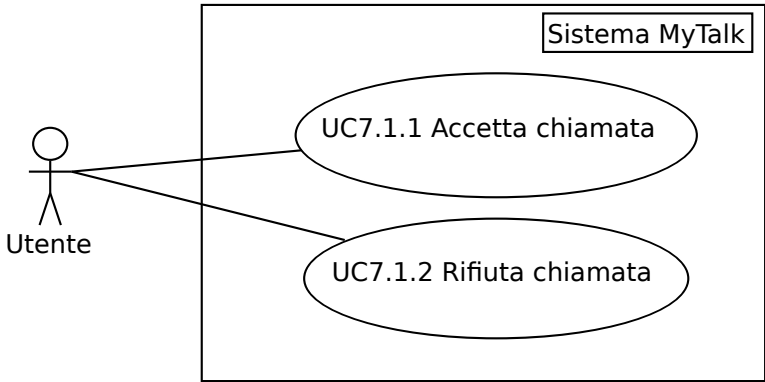 Sistema MyTalk
UC7.1.1 Accetta chiamata
Utente
UC7.1.2 Rifiuta chiamata